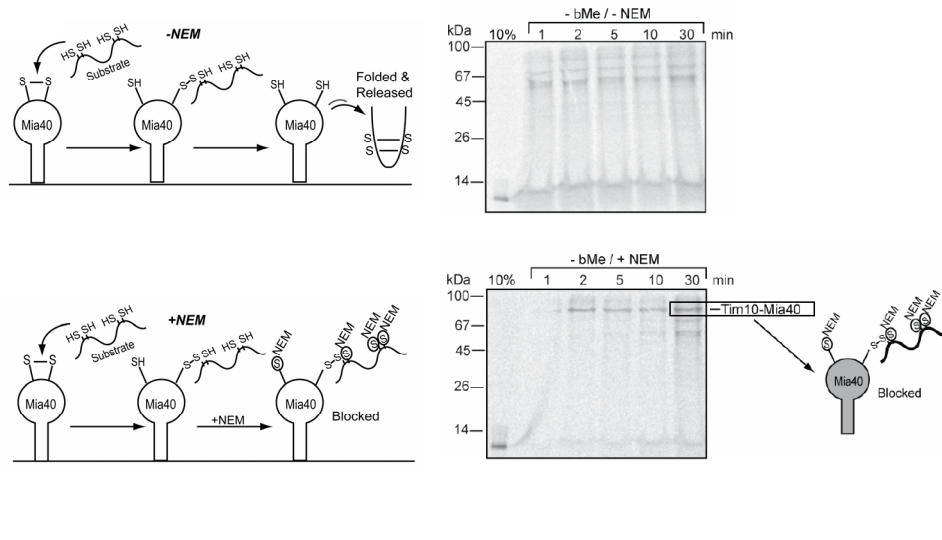 -NEM
HS SH HS SH
Substrate
S – S
Mia40
SH
S-S SH HS SH
Mia40
SH SH
Mia40
Folded &
Released
S S
S S
- bMe / - NEM
kDa 10% 1 2 5 10 30 min
100
67
45
26
14
+NEM
HS SH HS SH
Substrate
S – S
Mia40
SH
S-S SH HS SH
Mia40
+NEM
NEM
S
S-S S NEM
S S NEM NEM
Mia40
Blocked
- bMe / + NEM
kDa 10% 1 2 5 10 30 min
100
67
45
26
14
Tim10-Mia40
NEM
S
S-S S NEM
S S NEM NEM
Mia40
Blocked